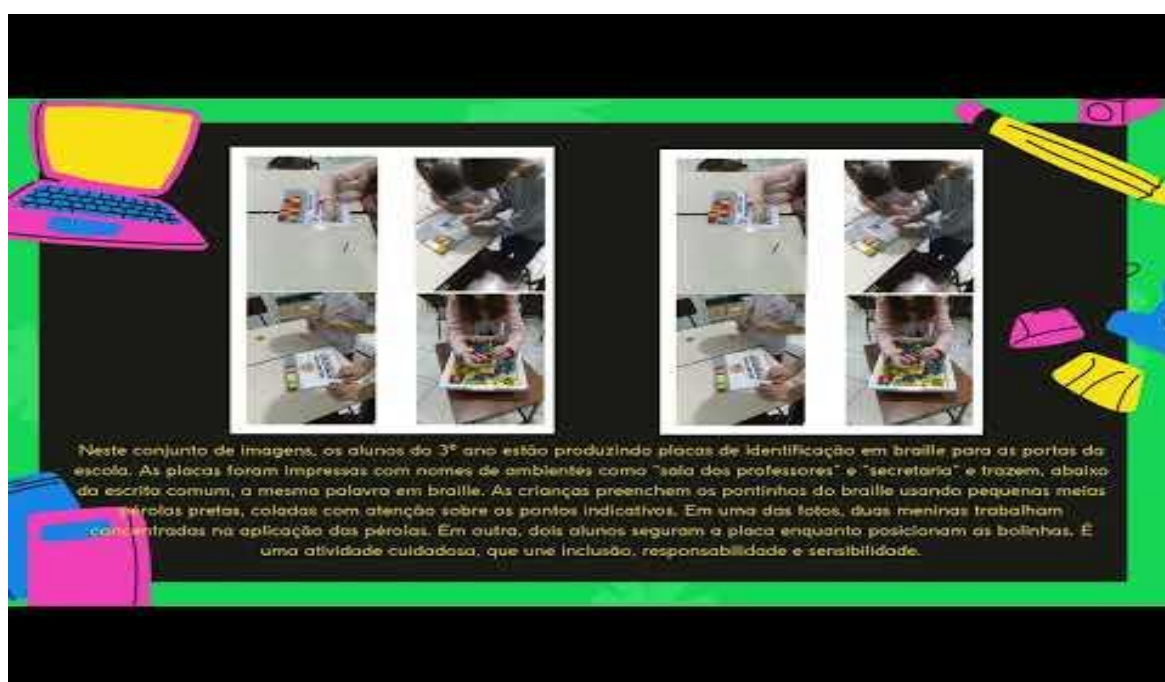 Neste conjunto de imagens, os alunos do 3º ano estão produzindo placas de identificação em braille para as portas da
escola. As placas foram impressas com nomes de ambientes como "sala dos professores" e "secretaria" e trazem, abaixo
da escrita comum, a mesma palavra em braille. As crianças preenchem os pontinhos do braille usando pequenas meias
pérolas pretas, coladas com atenção sobre os pontos indicativos. Em uma das fotos, duas meninas trabalham
concentradas na aplicação das pérolas. Em outra, dois alunos seguram a placa enquanto posicionam as bolinhas. É
uma atividade cuidadosa, que une inclusão, responsabilidade e sensibilidade.